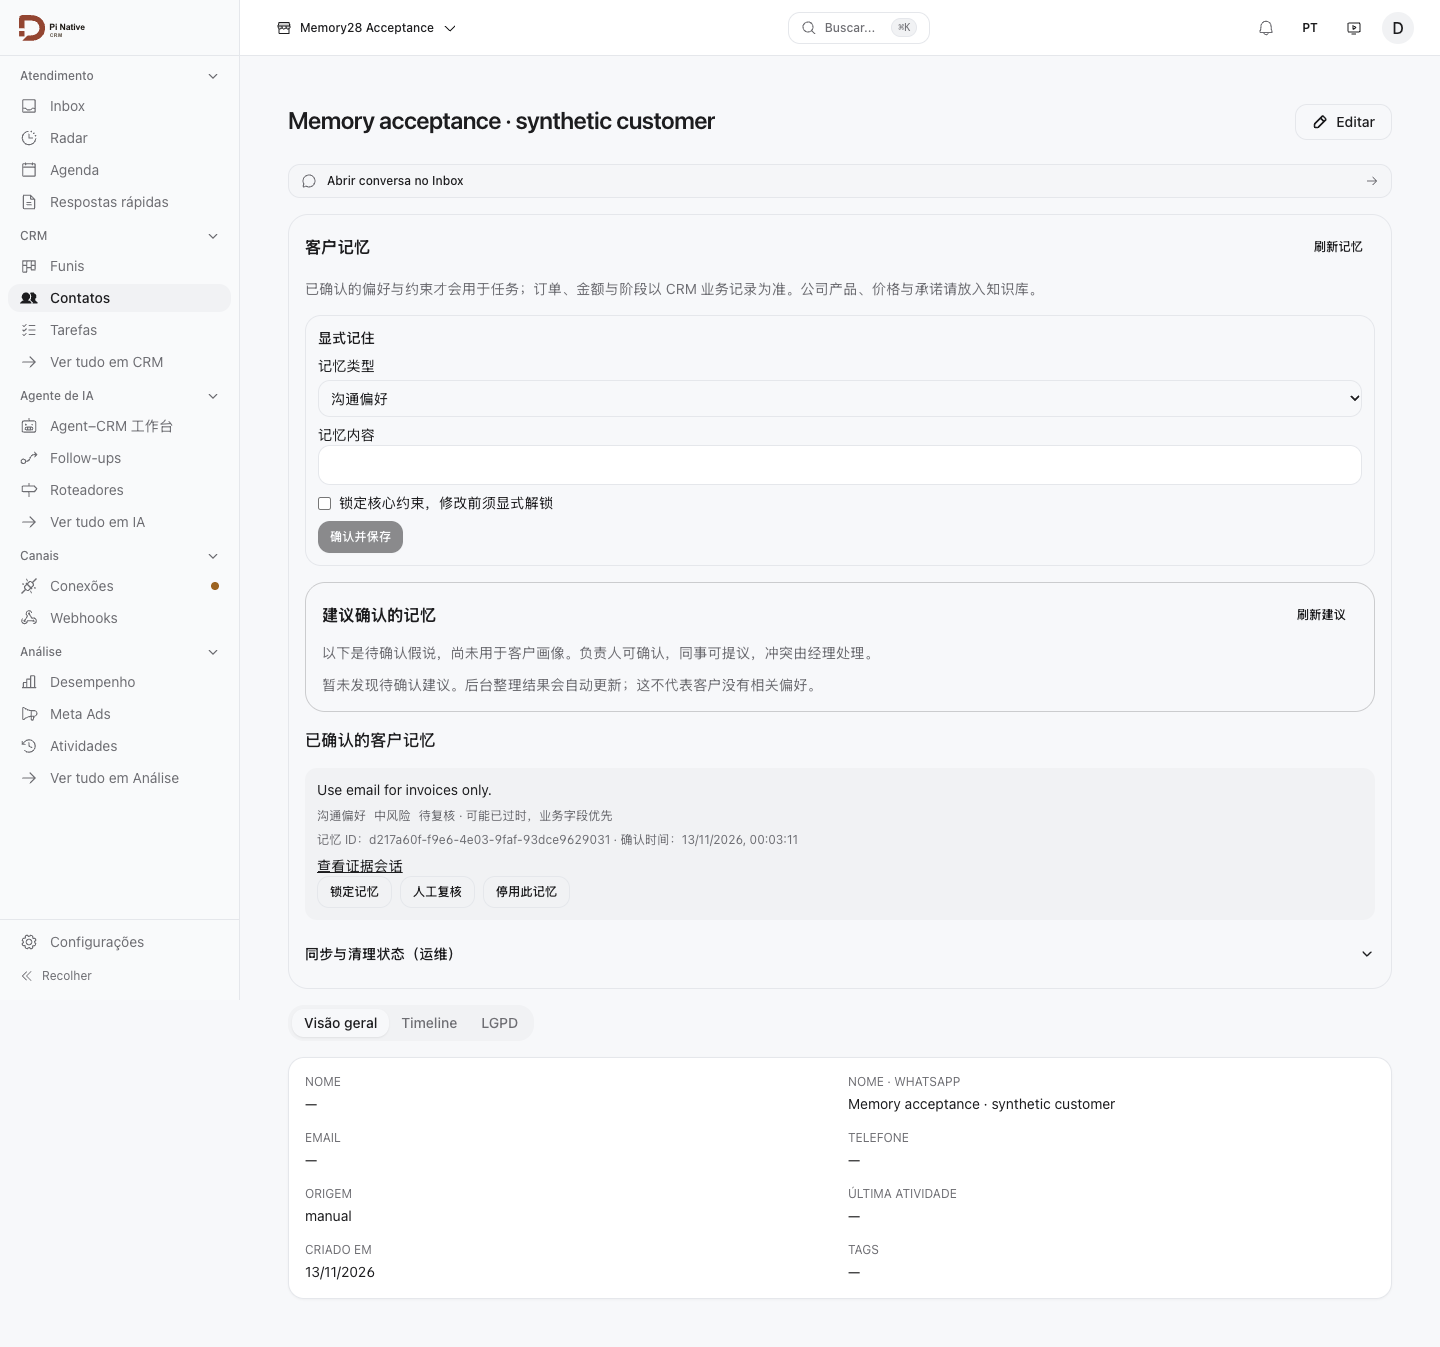 Pi Native
CRM
Memory28 Acceptance
Buscar...
⌘K
PT
D
Atendimento
Inbox
Radar
Agenda
Respostas rápidas
CRM
Funis
Contatos
Tarefas
Ver tudo em CRM
Agente de IA
Agent–CRM 工作台
Follow-ups
Roteadores
Ver tudo em IA
Canais
Conexões
Webhooks
Análise
Desempenho
Meta Ads
Atividades
Ver tudo em Análise
Configurações
Recolher
Memory acceptance · synthetic customer
Editar
Abrir conversa no Inbox
客户记忆
刷新记忆
已确认的偏好与约束才会用于任务；订单、金额与阶段以 CRM 业务记录为准。公司产品、价格与承诺请放入知识库。
显式记住
记忆类型
沟通偏好
记忆内容
锁定核心约束，修改前须显式解锁
确认并保存
建议确认的记忆
刷新建议
以下是待确认假说，尚未用于客户画像。负责人可确认，同事可提议，冲突由经理处理。
暂未发现待确认建议。后台整理结果会自动更新；这不代表客户没有相关偏好。
已确认的客户记忆
Use email for invoices only.
沟通偏好 中风险 待复核 · 可能已过时，业务字段优先
记忆 ID：d217a60f-f9e6-4e03-9faf-93dce9629031 · 确认时间：13/11/2026, 00:03:11
查看证据会话
锁定记忆 人工复核 停用此记忆
同步与清理状态（运维）
Visão geral Timeline LGPD
NOME
—
NOME · WHATSAPP
Memory acceptance · synthetic customer
EMAIL
—
TELEFONE
—
ORIGEM
manual
ÚLTIMA ATIVIDADE
—
CRIADO EM
13/11/2026
TAGS
—